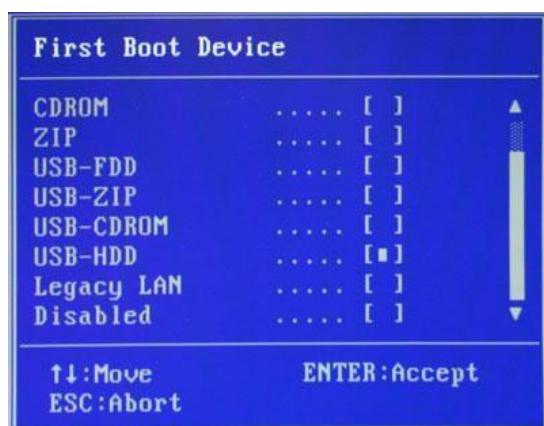 First Boot Device
CDROM ..... [ ]
ZIP ..... [ ]
USB-FDD ..... [ ]
USB-ZIP ..... [ ]
USB-CDROM ..... [ ]
USB-HDD ..... [■]
Legacy LAN ..... [ ]
Disabled ..... [ ]
↑↓:Move ENTER:Accept
ESC:Abort